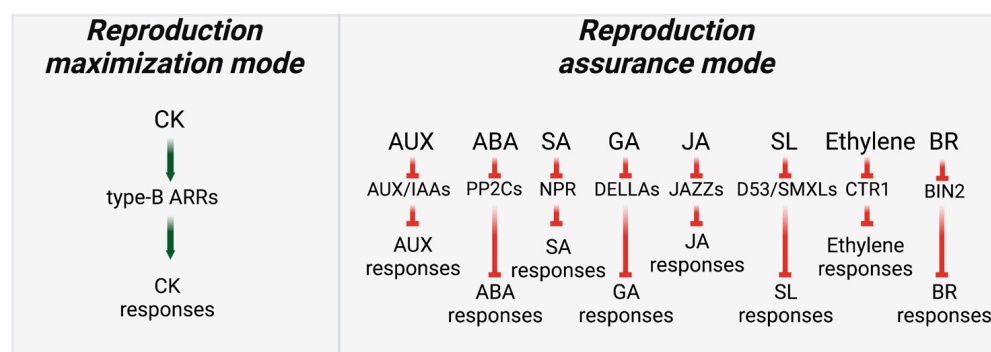 Reproduction
maximization mode
CK
type-B ARRs
CK
responses
Reproduction
assurance mode
AUX ABA SA GA JA SL Ethylene BR
AUX/IAAs PP2Cs NPR DELLAs JAZZs D53/SMXLs CTR1 BIN2
AUX
responses
SA
responses
JA
responses
Ethylene
responses
ABA
responses
GA
responses
SL
responses
BR
responses